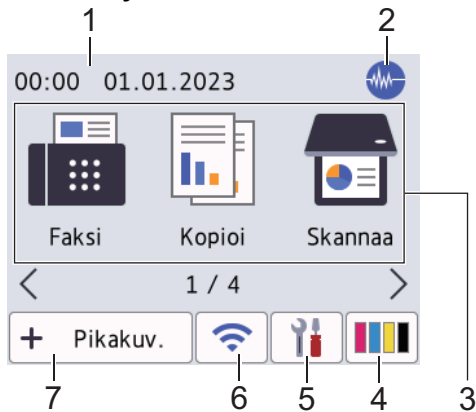 1 2
00:00 01.01.2023
Faksi Kopioi Skannaa
1 / 4
+ Pikakuv.
7 6 5 4 3